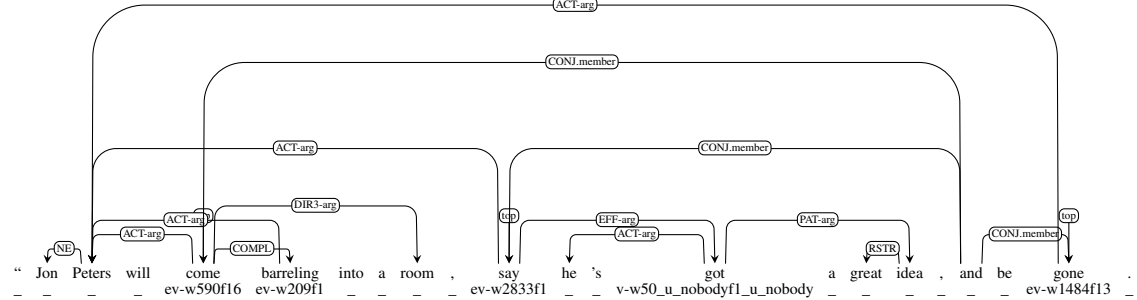 ACT-arg
CONJ.member
ACT-arg CONJ.member
DIR3-arg
ACT-arg top EFF-arg PAT-arg top
ACT-arg ACT-arg CONJ.member
NE COMPL RSTR
“ Jon Peters will come barreling into a room , say he 's got a great idea , and be gone .
_ _ _ _ ev-w590f16 ev-w209f1 _ _ _ _ ev-w2833f1 _ _ v-w50_u_nobodyf1_u_nobody _ _ _ _ _ _ ev-w1484f13 _